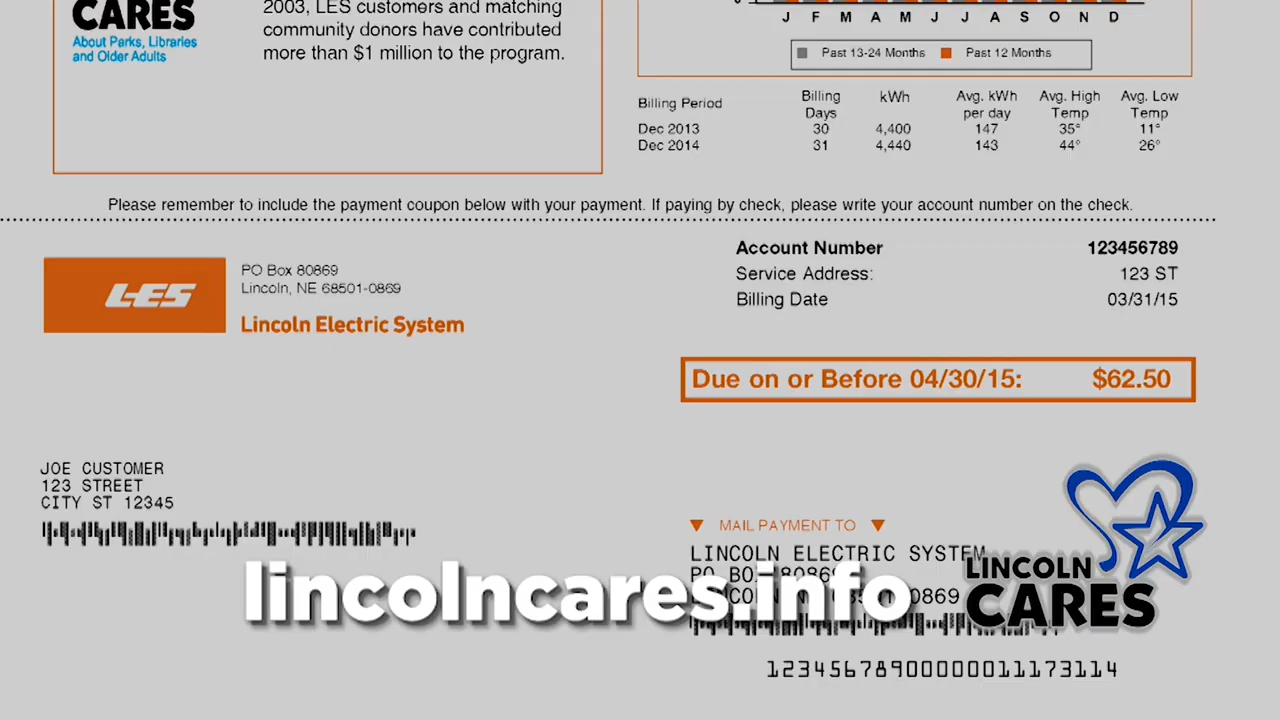 CARES
About Parks, Libraries
and Older Adults
2003, LES customers and matching
community donors have contributed
more than $1 million to the program.
J F M A M J J A S O N D
Past 13-24 Months Past 12 Months
Billing Period Billing Days kWh Avg. kWh per day Avg. High Temp Avg. Low Temp
Dec 2013 30 4,400 147 35° 11°
Dec 2014 31 4,440 143 44° 26°
Please remember to include the payment coupon below with your payment. If paying by check, please write your account number on the check.
LES
PO Box 80869
Lincoln, NE 68501-0869
Lincoln Electric System
Account Number 123456789
Service Address: 123 ST
Billing Date 03/31/15
Due on or Before 04/30/15: $62.50
JOE CUSTOMER
123 STREET
CITY ST 12345
MAIL PAYMENT TO
LINCOLN ELECTRIC SYSTEM
PO BOX 80869
lincolncares.info
LINCOLN
CARES
12345678900000011173114